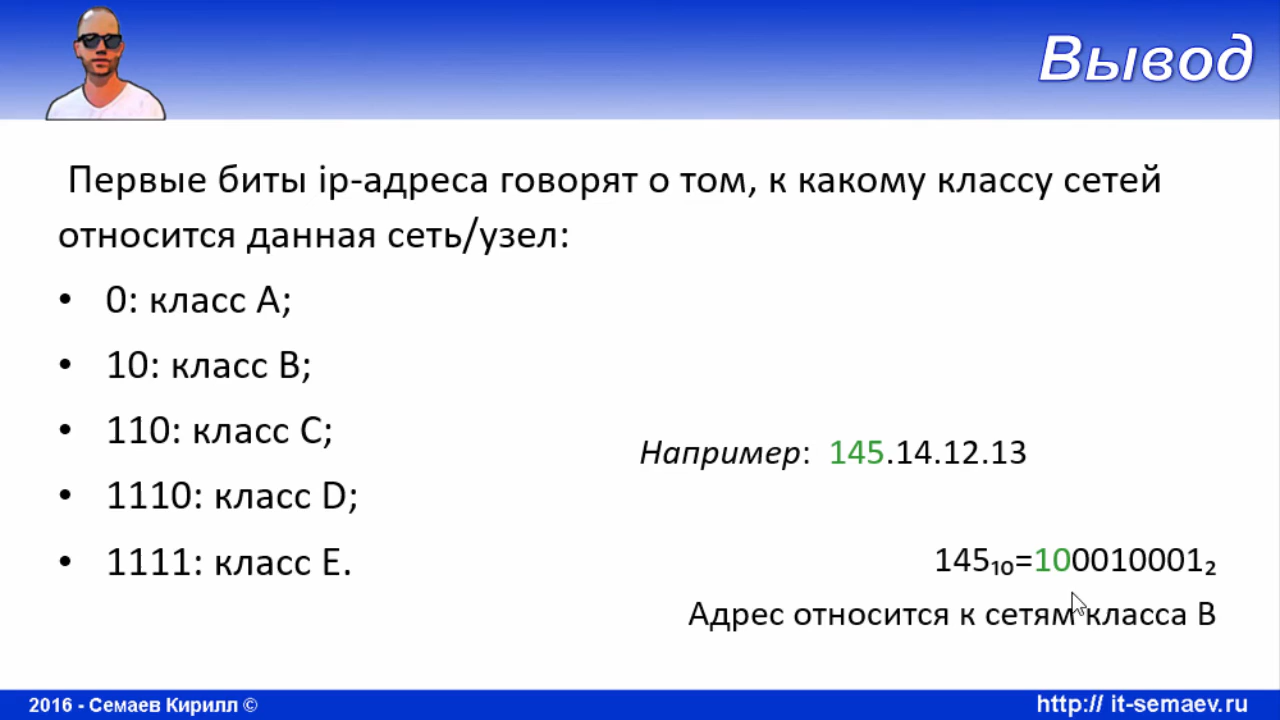 Вывод
Первые биты ip-адреса говорят о том, к какому классу сетей
относится данная сеть/узел:
• 0: класс A;
• 10: класс B;
• 110: класс C;
• 1110: класс D;
• 1111: класс E.
Например: 145.14.12.13
145₁₀=100010001₂
Адрес относится к сетям класса B
2016 - Семаев Кирилл ©
http:// it-semaev.ru